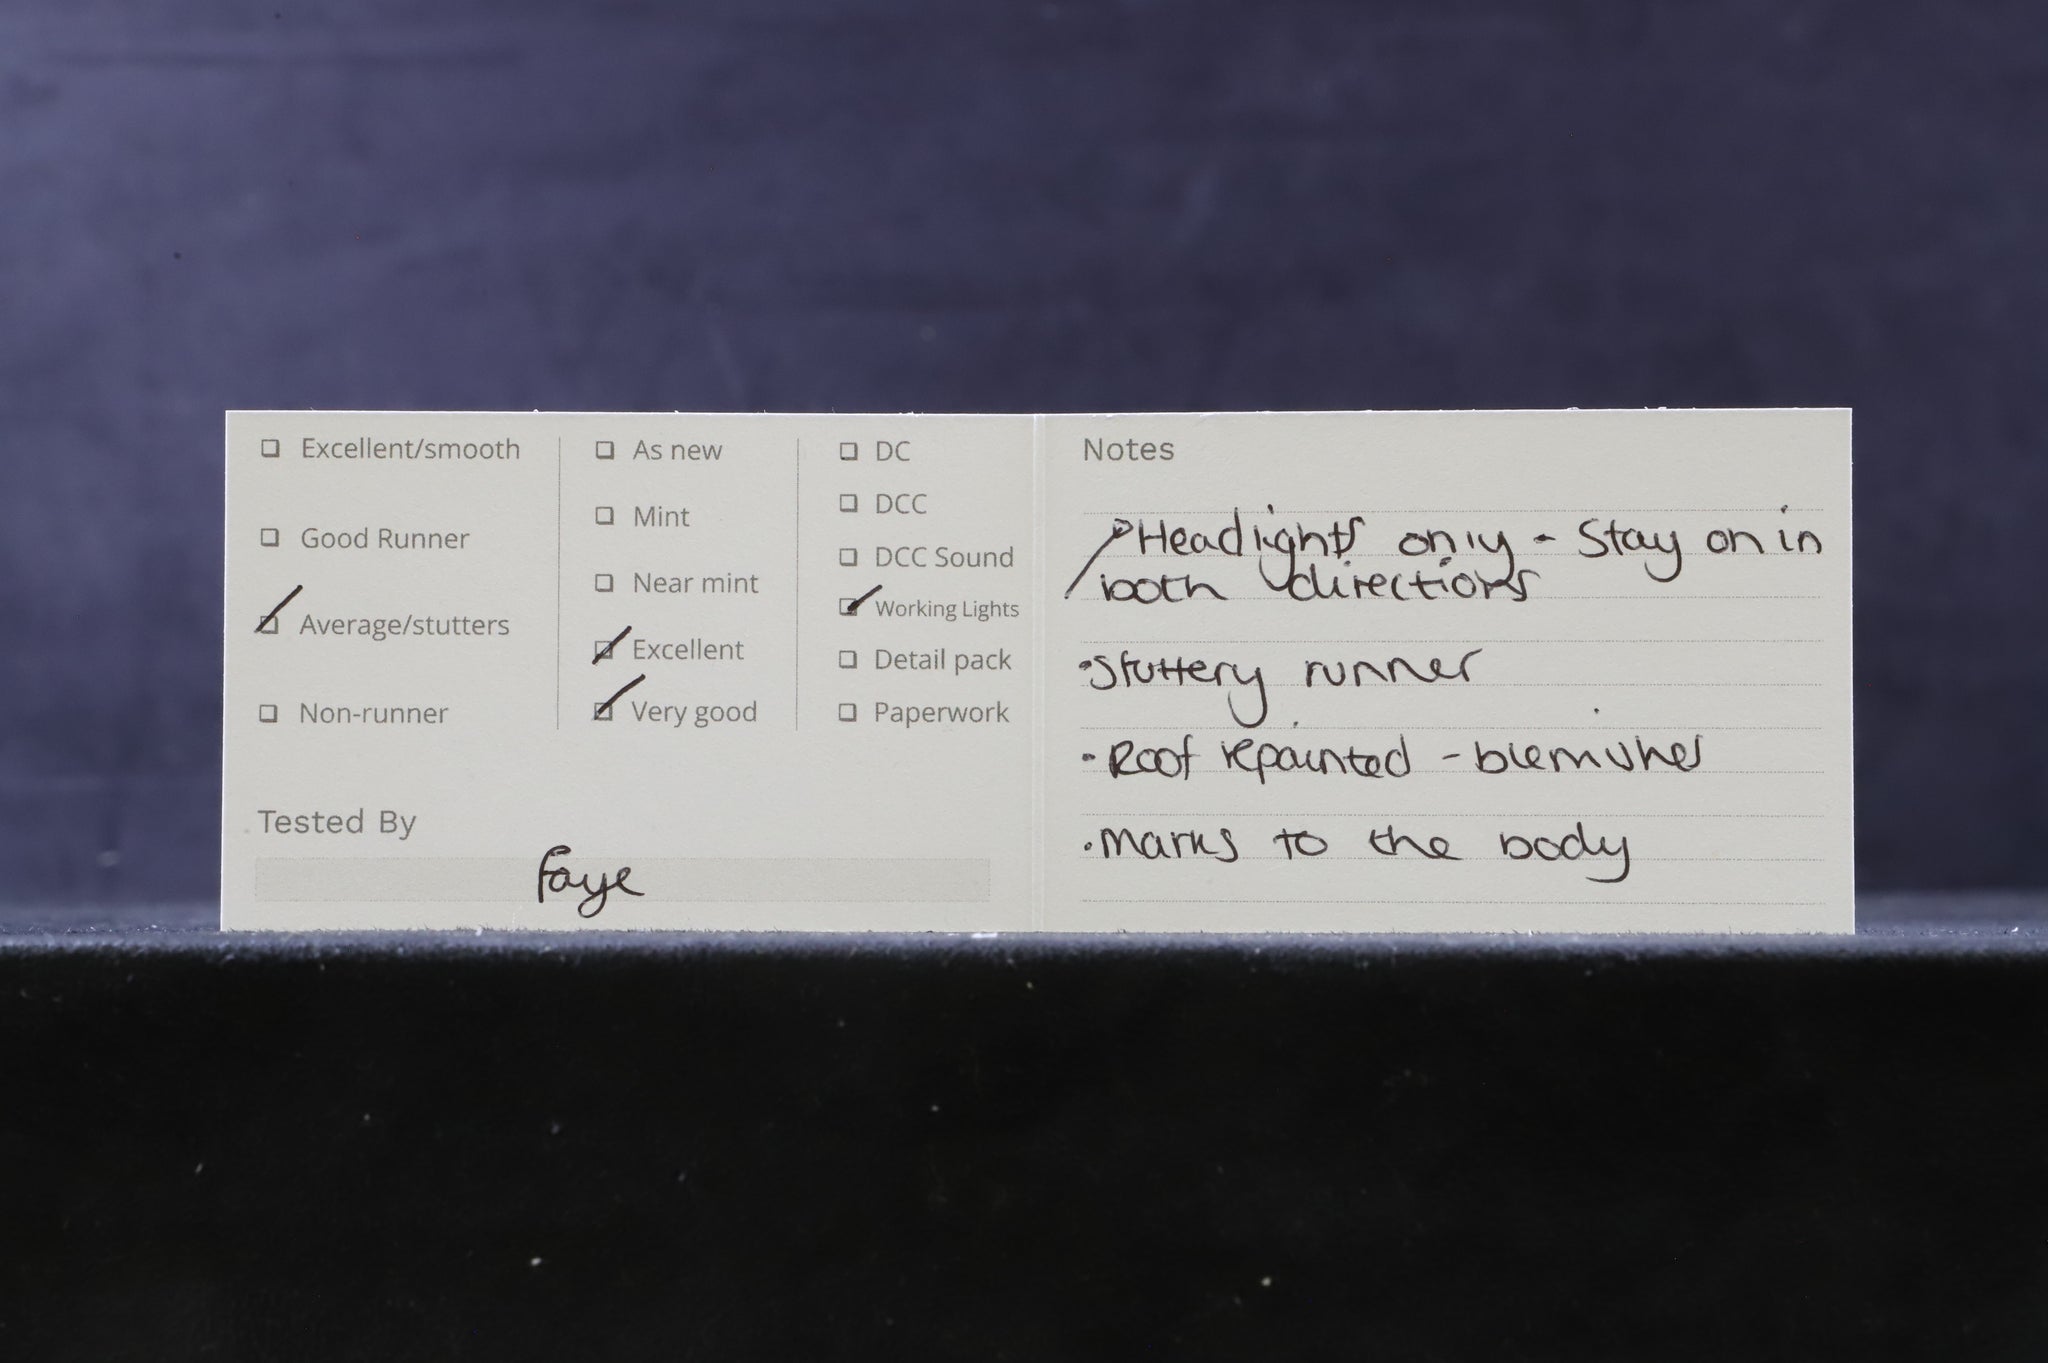 Excellent/smooth
Good Runner
Average/stutters
Non-runner
As new
Mint
Near mint
Excellent
Very good
DC
DCC
DCC Sound
Working Lights
Detail pack
Paperwork
Tested By
Faye
Notes
Headlights only - Stay on in
both directions
• Stuttery runner
• Roof repainted - blemishes
• Marks to the body